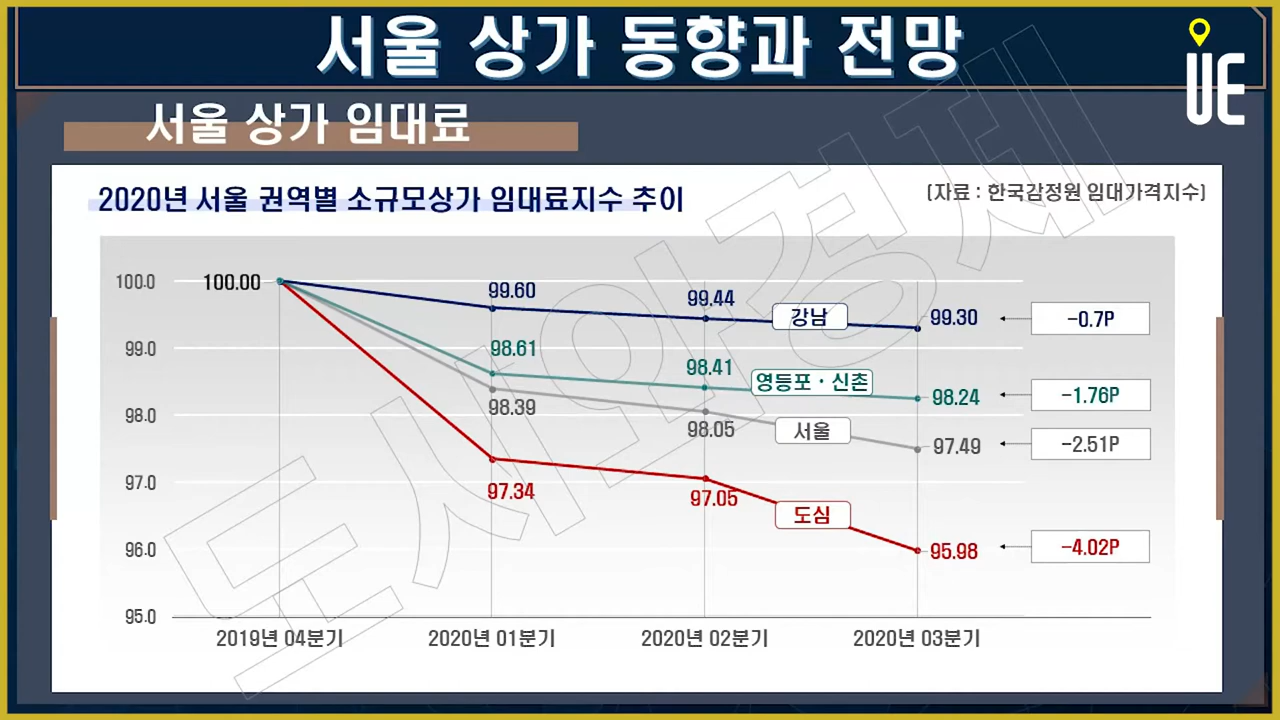 서울 상가 동향과 전망
UE
서울 상가 임대료
2020년 서울 권역별 소규모상가 임대료지수 추이
(자료 : 한국감정원 임대가격지수)
100.0
99.0
98.0
97.0
96.0
95.0
100.00
99.60
99.44
강남
99.30
-0.7P
98.61
98.41
영등포 · 신촌
98.24
-1.76P
98.39
98.05
서울
97.49
-2.51P
97.34
97.05
도심
95.98
-4.02P
2019년 04분기
2020년 01분기
2020년 02분기
2020년 03분기
도시와경제